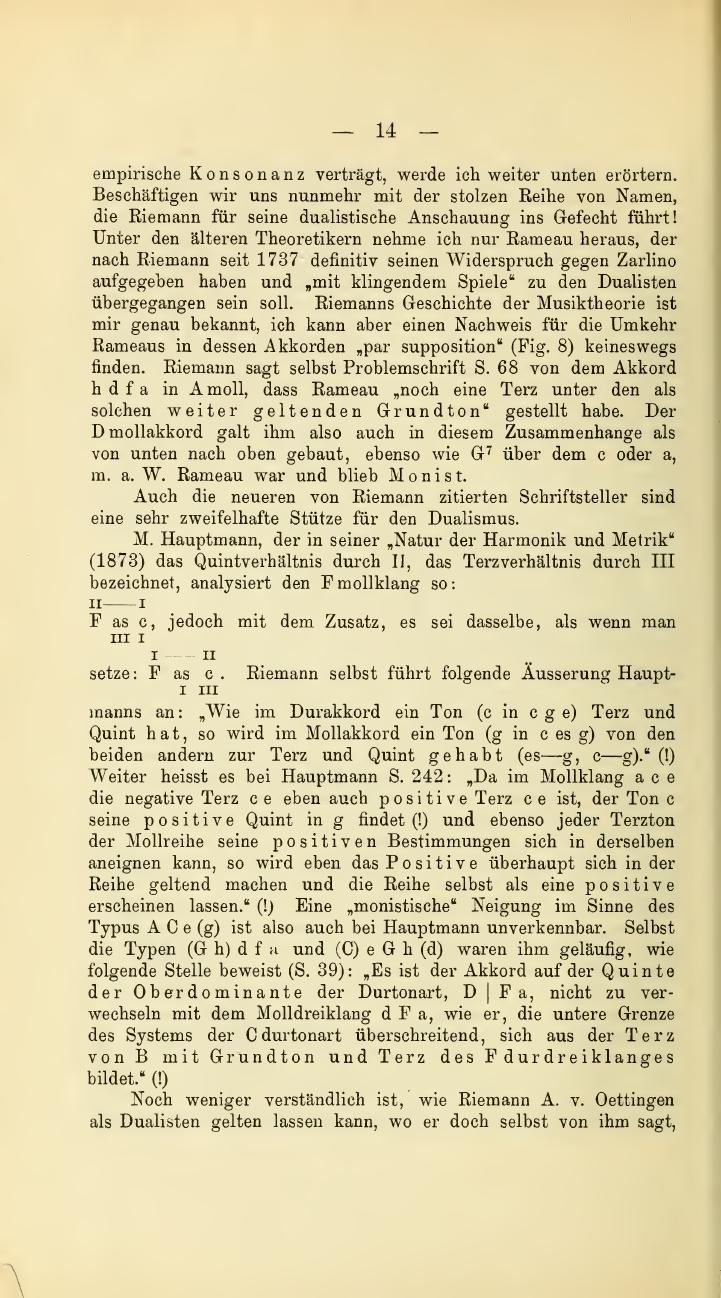 — 14 —
empirische Konsonanz verträgt, werde ich weiter unten erörtern.
Beschäftigen wir uns nunmehr mit der stolzen Reihe von Namen,
die Riemann für seine dualistische Anschauung ins Gefecht führt!
Unter den älteren Theoretikern nehme ich nur Rameau heraus, der
nach Riemann seit 1737 definitiv seinen Widerspruch gegen Zarlino
aufgegeben haben und „mit klingendem Spiele“ zu den Dualisten
übergegangen sein soll. Riemanns Geschichte der Musiktheorie ist
mir genau bekannt, ich kann aber einen Nachweis für die Umkehr
Rameaus in dessen Akkorden „par supposition“ (Fig. 8) keineswegs
finden. Riemann sagt selbst Problemschrift S. 68 von dem Akkord
h d f a in A moll, dass Rameau „noch eine Terz unter den als
solchen weiter geltenden Grundton“ gestellt habe. Der
D mollakkord galt ihm also auch in diesem Zusammenhange als
von unten nach oben gebaut, ebenso wie G⁷ über dem c oder a,
m. a. W. Rameau war und blieb Monist.
Auch die neueren von Riemann zitierten Schriftsteller sind
eine sehr zweifelhafte Stütze für den Dualismus.
M. Hauptmann, der in seiner „Natur der Harmonik und Metrik“
(1873) das Quintverhältnis durch II, das Terzverhältnis durch III
bezeichnet, analysiert den F mollklang so:
II——I
F as c, jedoch mit dem Zusatz, es sei dasselbe, als wenn man
III I
I —— II
setze: F as c. Riemann selbst führt folgende Äusserung Haupt-
I III
manns an: „Wie im Durakkord ein Ton (c in c g e) Terz und
Quint hat, so wird im Mollakkord ein Ton (g in c es g) von den
beiden andern zur Terz und Quint gehabt (es—g, c—g).“ (!)
Weiter heisst es bei Hauptmann S. 242: „Da im Mollklang a c e
die negative Terz c e eben auch positive Terz c e ist, der Ton c
seine positive Quint in g findet (!) und ebenso jeder Terzton
der Mollreihe seine positiven Bestimmungen sich in derselben
aneignen kann, so wird eben das Positive überhaupt sich in der
Reihe geltend machen und die Reihe selbst als eine positive
erscheinen lassen.“ (!) Eine „monistische“ Neigung im Sinne des
Typus A C e (g) ist also auch bei Hauptmann unverkennbar. Selbst
die Typen (G h) d f a und (C) e G h (d) waren ihm geläufig, wie
folgende Stelle beweist (S. 39): „Es ist der Akkord auf der Quinte
der Oberdominante der Durtonart, D | F a, nicht zu ver-
wechseln mit dem Molldreiklang d F a, wie er, die untere Grenze
des Systems der C durtonart überschreitend, sich aus der Terz
von B mit Grundton und Terz des F durdreiklanges
bildet.“ (!)
Noch weniger verständlich ist, wie Riemann A. v. Oettingen
als Dualisten gelten lassen kann, wo er doch selbst von ihm sagt,